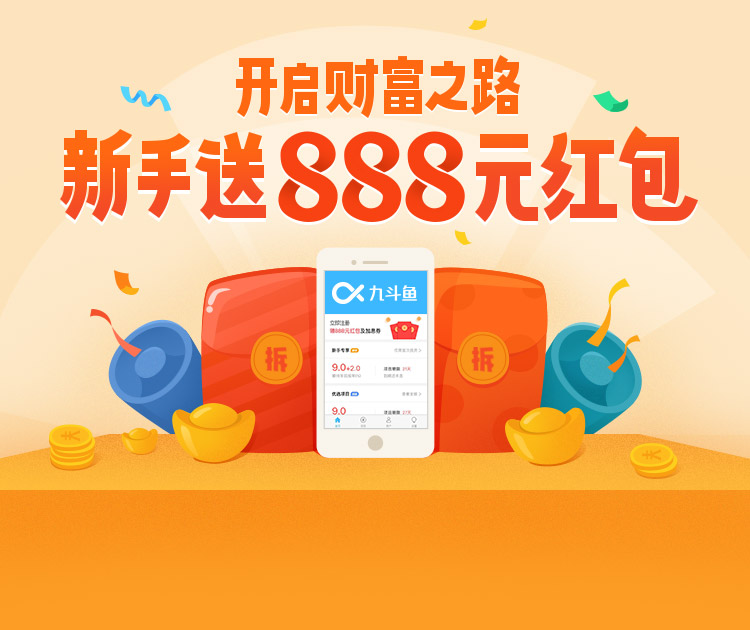 开启财富之路
新手送888元红包
九斗鱼
立即注册
赚888元红包及加息卷
拆
拆
新手专享
9.0+2.0
优选项目
9.0